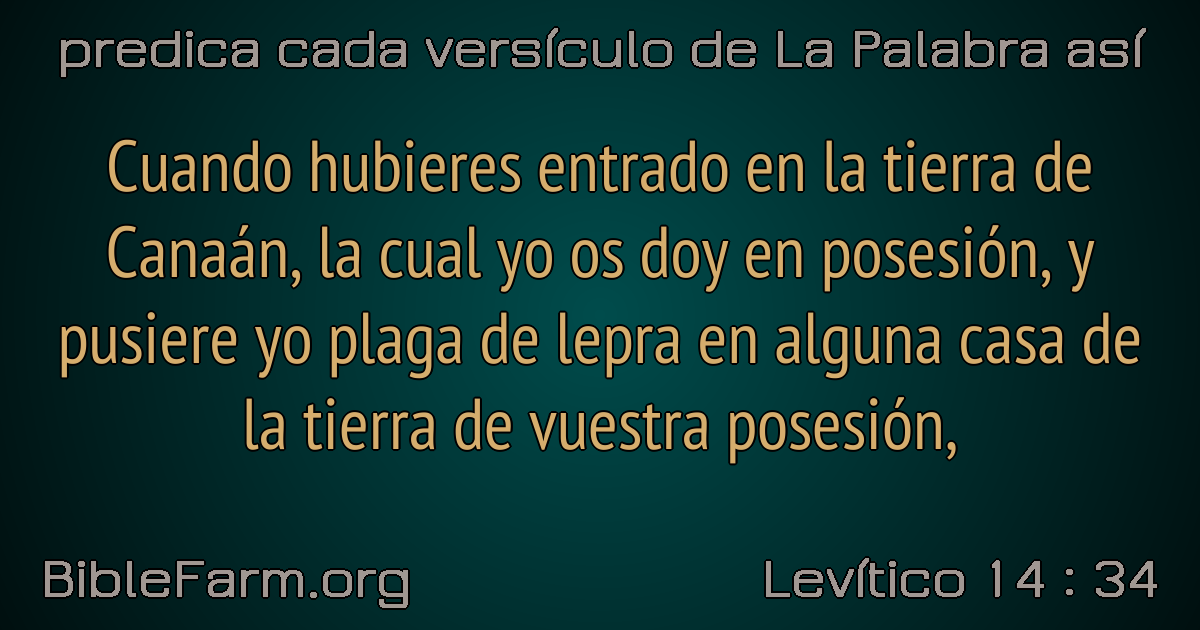 predica cada versículo de La Palabra así
Cuando hubieres entrado en la tierra de
Canaán, la cual yo os doy en posesión, y
pusiere yo plaga de lepra en alguna casa de
la tierra de vuestra posesión,
BibleFarm.org
Levítico 14 : 34